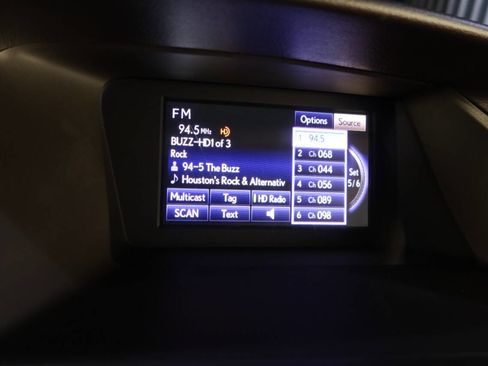 FM
Options
Source
94.5 MHz HD
BUZZ-HD1 of 3
Rock
94-5 The Buzz
Houston's Rock & Alternativ
Multicast
Tag
HD Radio
SCAN
Text
1 94.5
2 Ch 068
3 Ch 044
4 Ch 056
5 Ch 089
6 Ch 098
Set
5/6